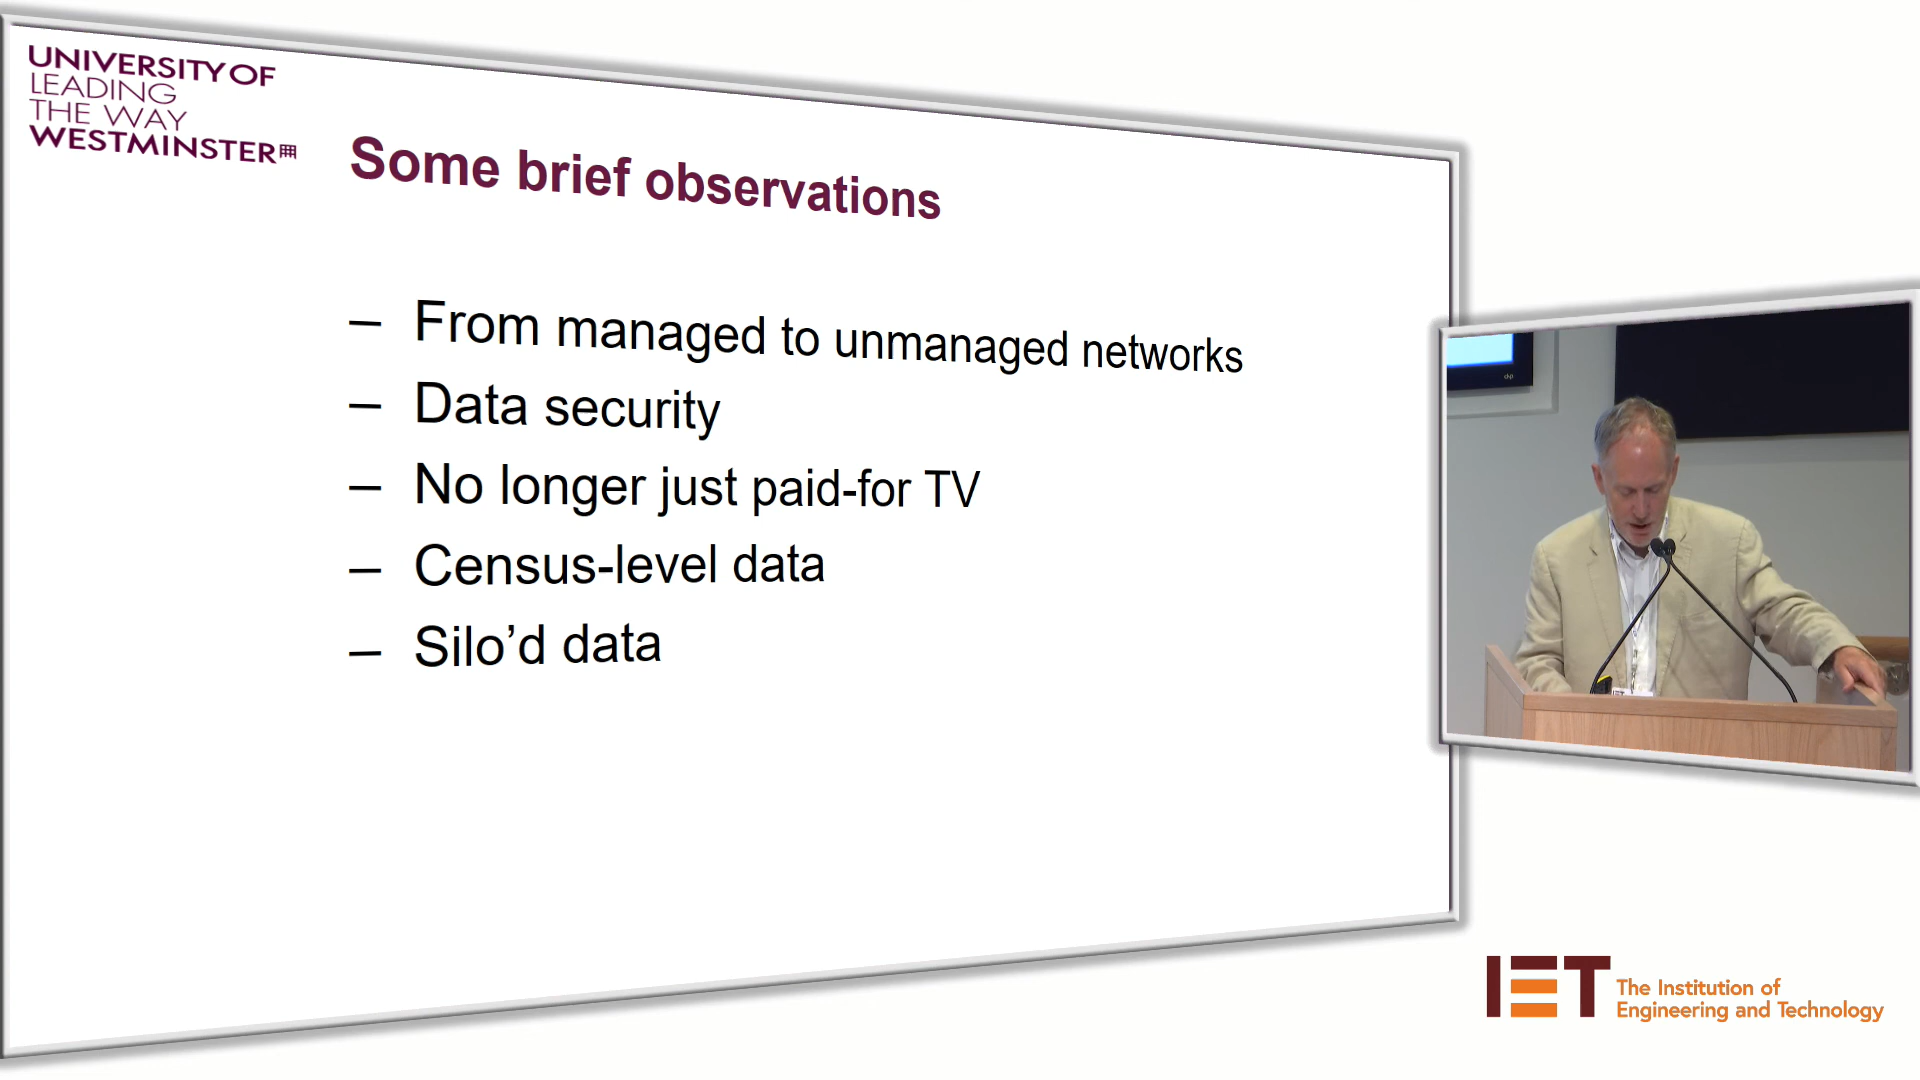 UNIVERSITY OF
LEADING
THE WAY
WESTMINSTER
Some brief observations
– From managed to unmanaged networks
– Data security
– No longer just paid-for TV
– Census-level data
– Silo’d data
IET
The Institution of
Engineering and Technology